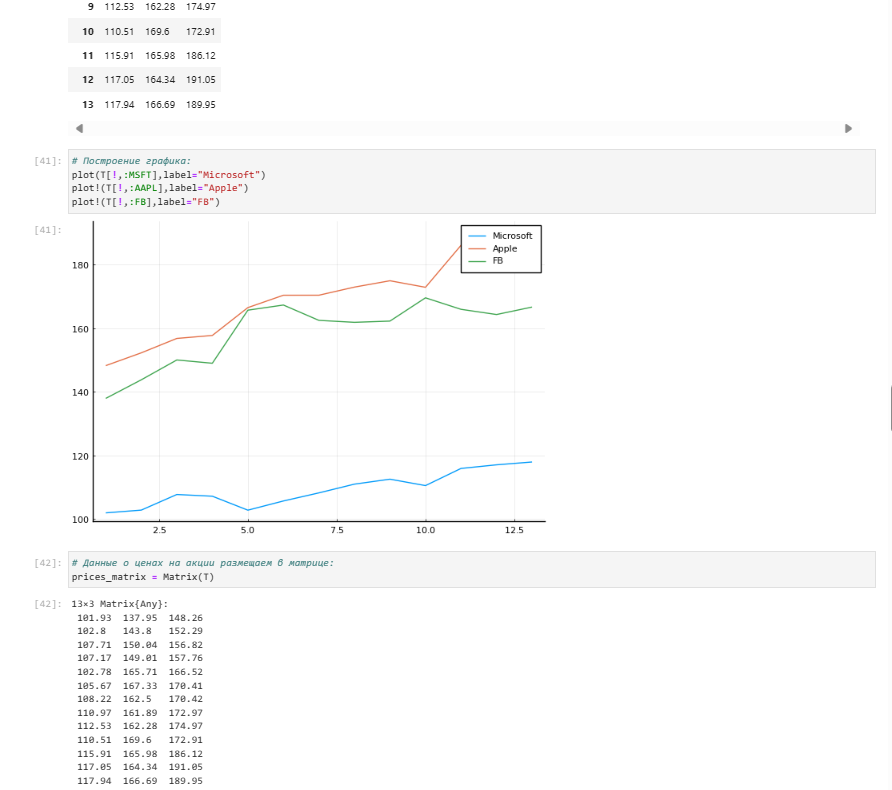 9 112.53 162.28 174.97
10 110.51 169.6 172.91
11 115.91 165.98 186.12
12 117.05 164.34 191.05
13 117.94 166.69 189.95
[41]: # Построение графика:
plot(T[!,:MSFT],label="Microsoft")
plot!(T[!,:AAPL],label="Apple")
plot!(T[!,:FB],label="FB")
[41]:
Microsoft
Apple
FB
180
160
140
120
100
2.5 5.0 7.5 10.0 12.5
[42]: # Данные о ценах на акции размещаем в матрице:
prices_matrix = Matrix(T)
[42]: 13×3 Matrix{Any}:
101.93 137.95 148.26
102.8 143.8 152.29
107.71 150.04 156.82
107.17 149.01 157.76
102.78 165.71 166.52
105.67 167.33 170.41
108.22 162.5 170.42
110.97 161.89 172.97
112.53 162.28 174.97
110.51 169.6 172.91
115.91 165.98 186.12
117.05 164.34 191.05
117.94 166.69 189.95